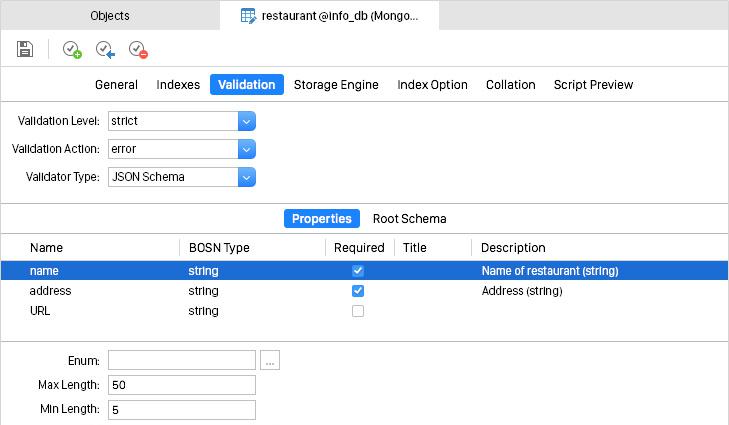 Objects
restaurant @info_db (Mongo...
General Indexes Validation Storage Engine Index Option Collation Script Preview
Validation Level: strict
Validation Action: error
Validator Type: JSON Schema
Properties Root Schema
Name BOSN Type Required Title Description
name string Name of restaurant (string)
address string Address (string)
URL string
Enum: ...
Max Length: 50
Min Length: 5